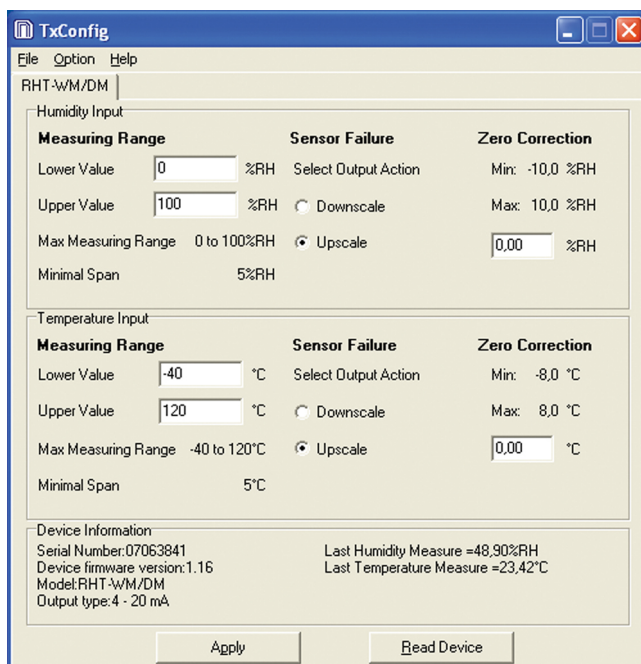 TxConfig
File Option Help
RHT-WM/DM
Humidity Input
Measuring Range Sensor Failure Zero Correction
Lower Value 0 %RH Select Output Action Min: -10,0 %RH
Upper Value 100 %RH Downscale Max: 10,0 %RH
Max Measuring Range 0 to 100%RH Upscale 0,00 %RH
Minimal Span 5%RH
Temperature Input
Measuring Range Sensor Failure Zero Correction
Lower Value -40 °C Select Output Action Min: -8,0 °C
Upper Value 120 °C Downscale Max: 8,0 °C
Max Measuring Range -40 to 120°C Upscale 0,00 °C
Minimal Span 5°C
Device Information
Serial Number:07063841 Last Humidity Measure =48,90%RH
Device firmware version:1.16 Last Temperature Measure =23,42°C
Model:RHT-WM/DM
Output type:4 - 20 mA
Apply Read Device